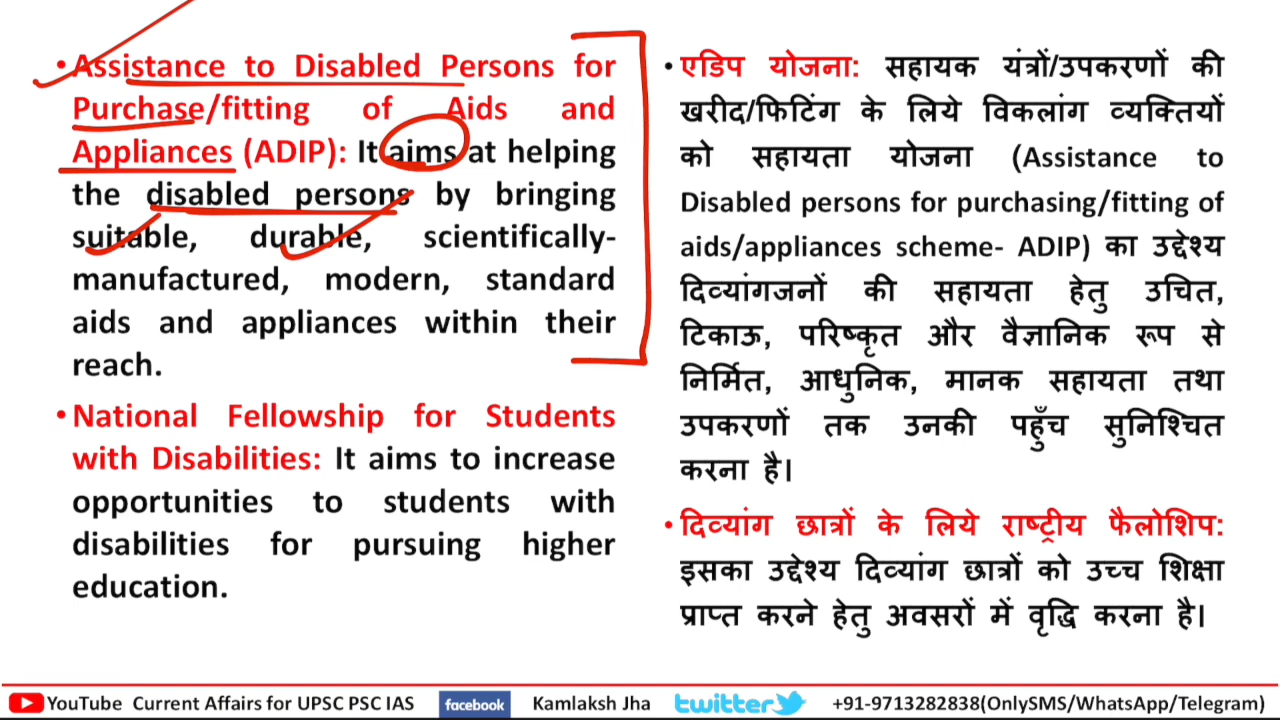 • Assistance to Disabled Persons for
Purchase/fitting of Aids and
Appliances (ADIP): It aims at helping
the disabled persons by bringing
suitable, durable, scientifically-
manufactured, modern, standard
aids and appliances within their
reach.
• National Fellowship for Students
with Disabilities: It aims to increase
opportunities to students with
disabilities for pursuing higher
education.
• एडिप योजना: सहायक यंत्रों/उपकरणों की
खरीद/फिटिंग के लिये विकलांग व्यक्तियों
को सहायता योजना (Assistance to
Disabled persons for purchasing/fitting of
aids/appliances scheme- ADIP) का उद्देश्य
दिव्यांगजनों की सहायता हेतु उचित,
टिकाऊ, परिष्कृत और वैज्ञानिक रूप से
निर्मित, आधुनिक, मानक सहायता तथा
उपकरणों तक उनकी पहुँच सुनिश्चित
करना है।
• दिव्यांग छात्रों के लिये राष्ट्रीय फैलोशिप:
इसका उद्देश्य दिव्यांग छात्रों को उच्च शिक्षा
प्राप्त करने हेतु अवसरों में वृद्धि करना है।
YouTube Current Affairs for UPSC PSC IAS facebook Kamlaksh Jha twitter +91-9713282838(OnlySMS/WhatsApp/Telegram)